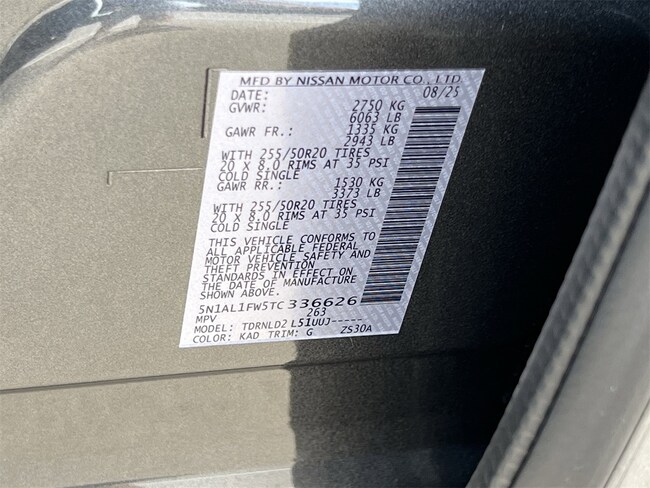 MFD BY NISSAN MOTOR CO., LTD
DATE: 08/25
GVWR: 2750 KG
6063 LB
GAWR FR.: 1335 KG
2943 LB
WITH 255/50R20 TIRES
20 X 8.0 RIMS AT 35 PSI
COLD SINGLE
GAWR RR.: 1530 KG
3373 LB
WITH 255/50R20 TIRES
20 X 8.0 RIMS AT 35 PSI
COLD SINGLE
THIS VEHICLE CONFORMS TO
ALL APPLICABLE FEDERAL
MOTOR VEHICLE SAFETY AND
THEFT PREVENTION
STANDARDS IN EFFECT ON
THE DATE OF MANUFACTURE
SHOWN ABOVE.
5N1AL1FW5TC336626
MPV 263
MODEL: TDRNLD2 L51UUJ-----
COLOR: KAD TRIM: G ZS30A